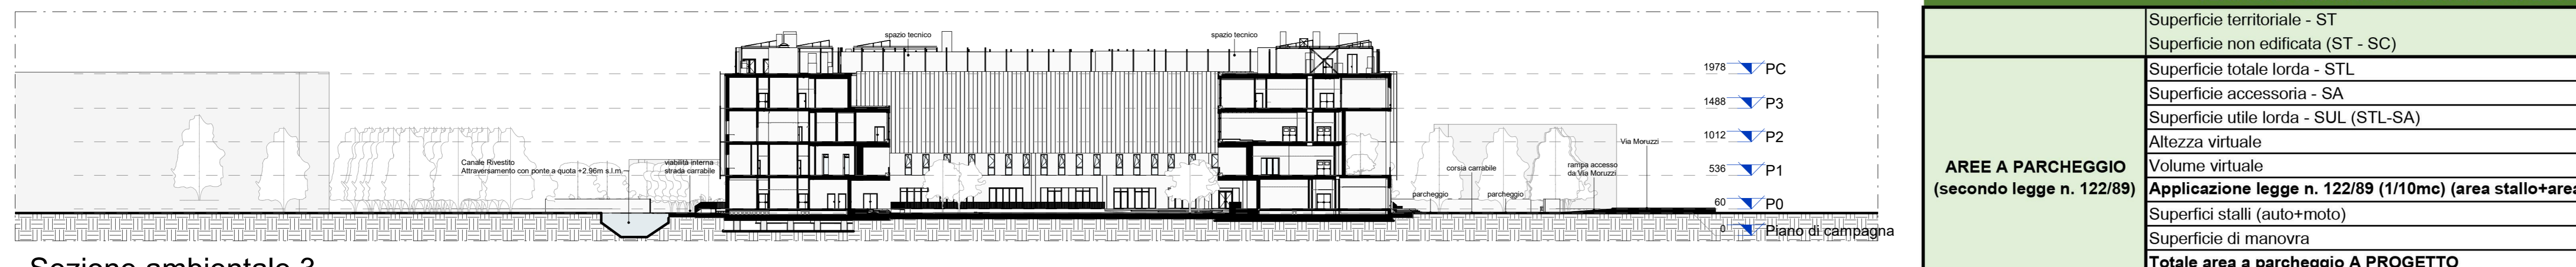 spazio tecnico
spazio tecnico
1978 PC
1488 P3
1012 P2
Via Moruzzi
Canale Rivestito
Attraversamento con ponte a quota +2.96m s.l.m.
viabilità interna
strada carrabile
corsia carrabile
rampa accesso
da Via Moruzzi
536 P1
parcheggio
parcheggio
60 P0
0 Piano di campagna
Sezione ambientale 3
Superficie territoriale - ST
Superficie non edificata (ST - SC)
AREE A PARCHEGGIO
(secondo legge n. 122/89)
Superficie totale lorda - STL
Superficie accessoria - SA
Superficie utile lorda - SUL (STL-SA)
Altezza virtuale
Volume virtuale
Applicazione legge n. 122/89 (1/10mc) (area stallo+area
Superfici stalli (auto+moto)
Superficie di manovra
Totale area a parcheggio A PROGETTO